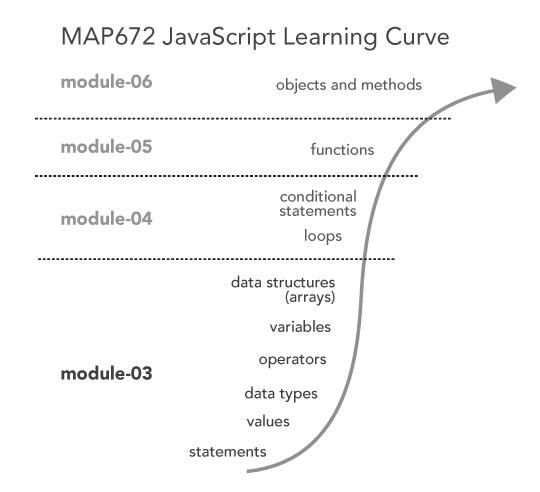 MAP672 JavaScript Learning Curve
module-06
objects and methods
module-05
functions
module-04
conditional
statements
loops
data structures
(arrays)
variables
operators
module-03
data types
values
statements